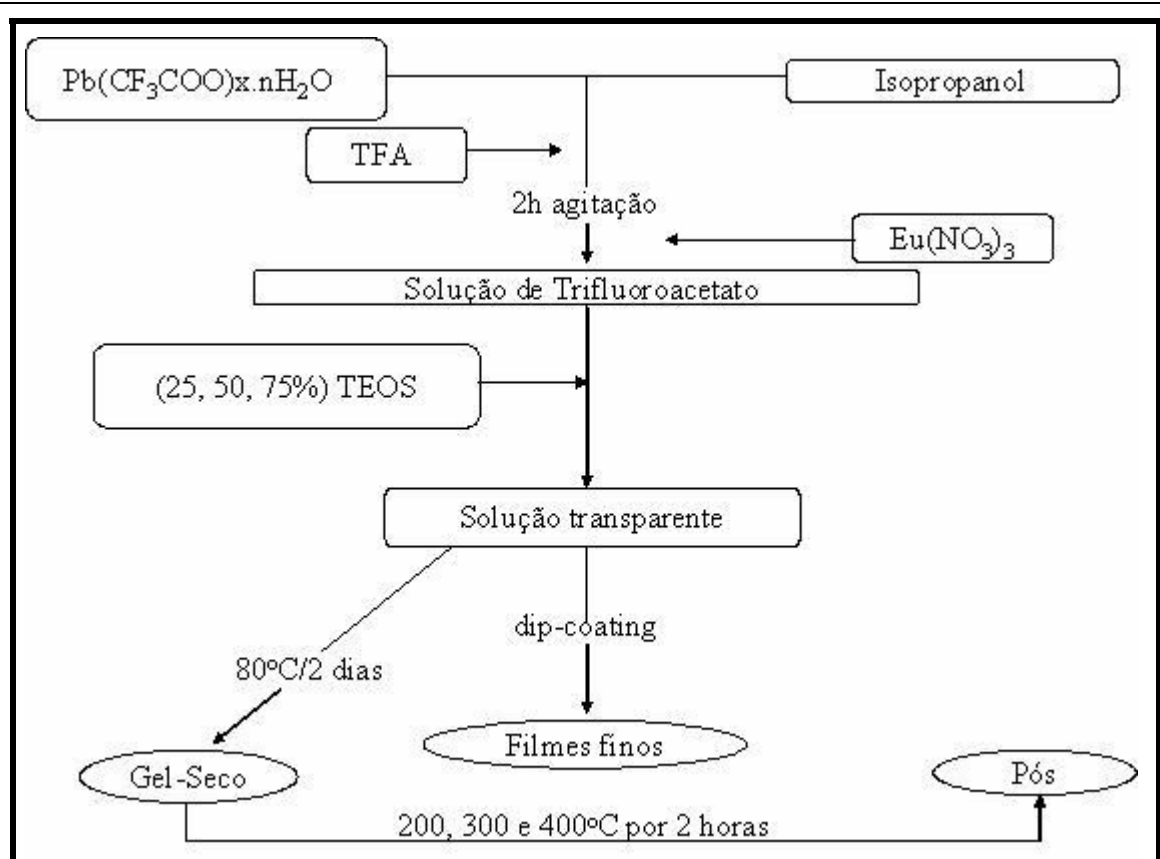 Pb(CF₃COO)x.nH₂O
Isopropanol
TFA
2h agitação
Eu(NO₃)₃
Solução de Trifluoroacetato
(25, 50, 75%) TEOS
Solução transparente
dip-coating
80ºC/2 dias
Filmes finos
Gel-Seco
Pós
200, 300 e 400ºC por 2 horas